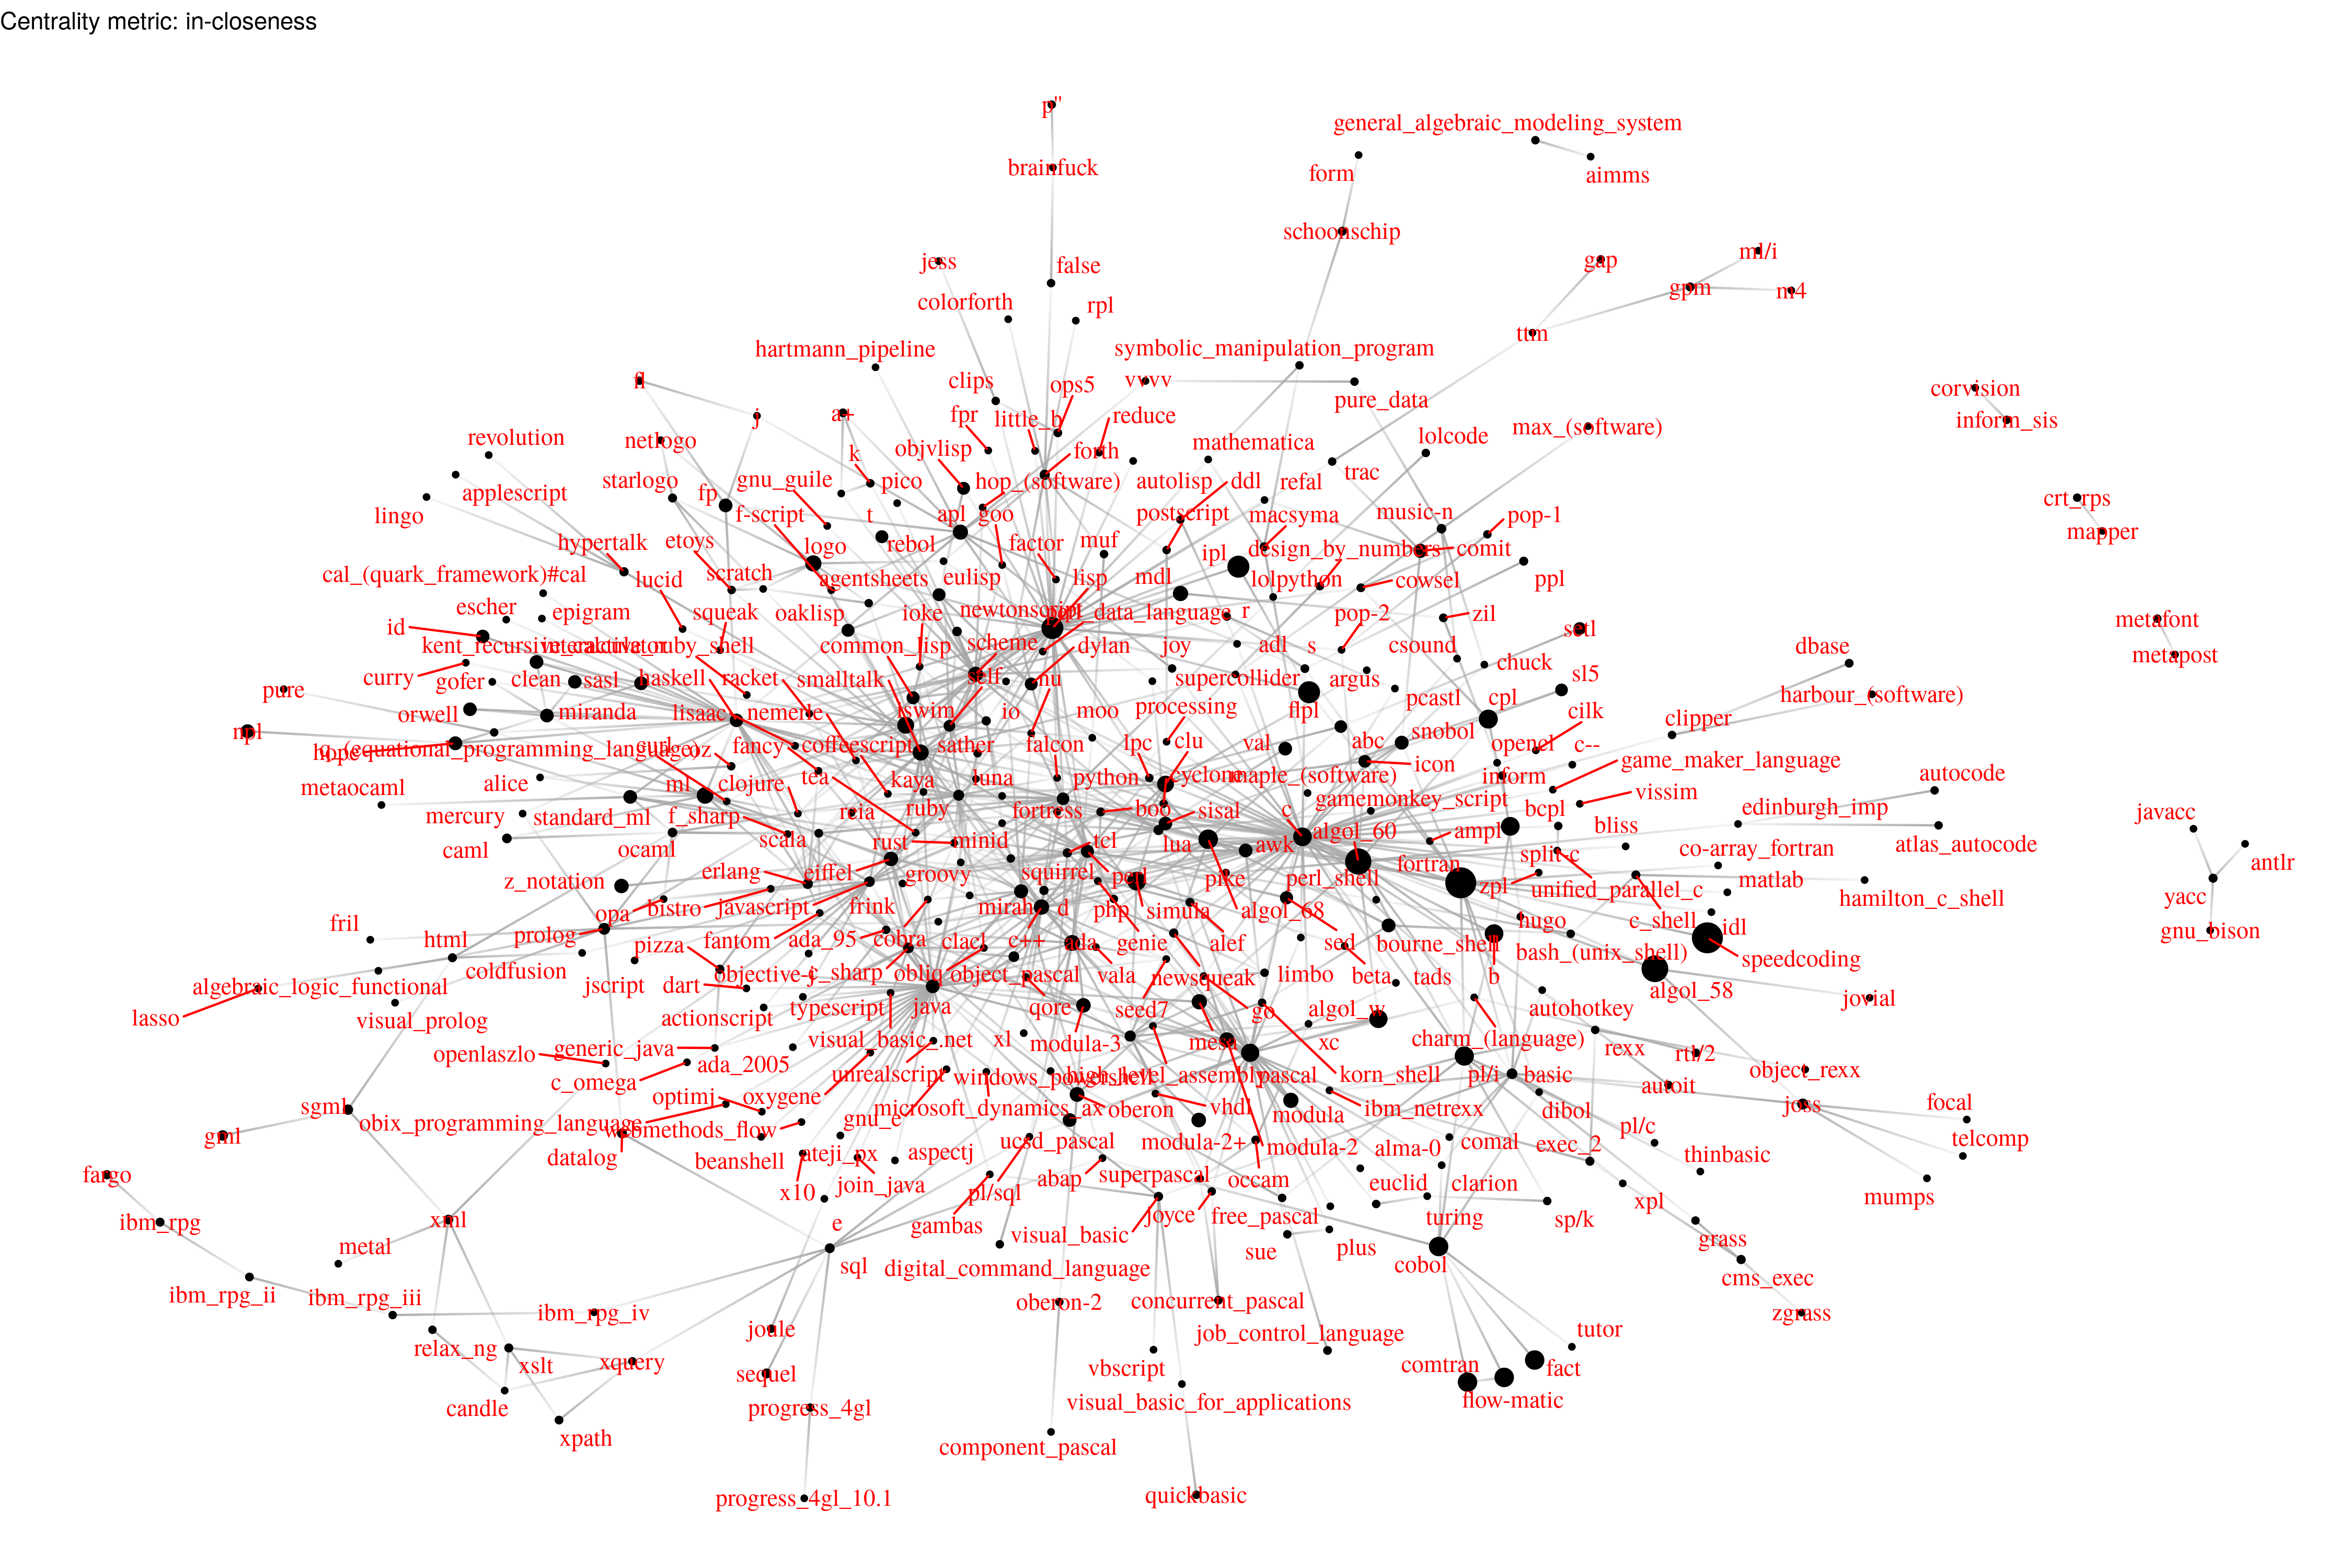 Centrality metric: in-closeness
p"
general_algebraic_modeling_system
brainfuck
form
aimms
schoonschip
jess
false
gap
ml/i
colorforth
rpl
gpm
m4
ttm
hartmann_pipeline
symbolic_manipulation_program
fl
clips
ops5
vvvv
corvision
pure_data
j
a+
fpr
little_b
reduce
inform_sis
revolution
netlogo
k
objvlisp
forth
mathematica
lolcode
max_(software)
starlogo
fp
gnu_guile
pico
hop_(software)
autolisp
ddl
refal
trac
applescript
crt_rps
lingo
f-script
t
apl
goo
postscript
macsyma
music-n
pop-1
mapper
hypertalk
etoys
logo
rebol
factor
muf
ipl
design_by_numbers
comit
cal_(quark_framework)#cal
lucid
scratch
agentsheets
eulisp
lisp
mdl
lolpython
cowsel
ppl
escher
epigram
squeak
oaklisp
ioke
newtonscript
data_language
r
pop-2
zil
metafont
id
kent_recursive_calculator
ruby_shell
common_lisp
scheme
dylan
joy
adl
s
csound
setl
dbase
metapost
curry
gofer
clean
sasl
haskell
racket
smalltalk
self
nu
supercollider
argus
chuck
sl5
pure
harbour_(software)
orwell
miranda
lisaac
nemerle
iswim
io
moo
processing
flpl
pcastl
cpl
cilk
clipper
npl
hope
q_(equational_programming_language)
curl
oz
fancy
coffeescript
sather
falcon
lpc
clu
val
abc
snobol
opencl
c--
metaocaml
alice
ml
clojure
tea
kaya
luna
python
cyclone
maple_(software)
icon
inform
game_maker_language
autocode
mercury
standard_ml
f_sharp
reia
ruby
fortress
boo
sisal
c
gamemonkey_script
bcpl
vissim
edinburgh_imp
javacc
caml
ocaml
scala
rust
minid
tcl
lua
awk
algol_60
ampl
bliss
atlas_autocode
co-array_fortran
antlr
z_notation
erlang
eiffel
groovy
squirrel
perl
pike
perl_shell
fortran
zpl
split-c
unified_parallel_c
matlab
hamilton_c_shell
yacc
fril
opa
bistro
javascript
frink
mirah
d
php
simula
algol_68
hugo
c_shell
idl
gnu_bison
html
prolog
pizza
fantom
ada_95
cobra
clacl
c++
ada
genie
alef
sed
bourne_shell
b
bash_(unix_shell)
speedcoding
coldfusion
algebraic_logic_functional
jscript
dart
objective-j
c_sharp
obliq
object_pascal
vala
newsqueak
limbo
beta
tads
algol_58
jovial
lasso
visual_prolog
actionscript
typescript
java
qore
seed7
go
algol_w
autohotkey
openlaszlo
generic_java
visual_basic_.net
xl
modula-3
mesa
xc
charm_(language)
rexx
rtl/2
c_omega
ada_2005
unrealscript
windows_powershell
high_level_assembly
pascal
korn_shell
pl/i
basic
autoit
object_rexx
sgml
optimj
oxygene
microsoft_dynamics_ax
oberon
vhdl
modula
ibm_netrexx
dibol
joss
focal
gml
obix_programming_language
webmethods_flow
gnu_e
ucsd_pascal
modula-2+
modula-2
alma-0
comal
exec_2
pl/c
telcomp
datalog
beanshell
ateji_px
aspectj
thinbasic
fargo
x10
join_java
pl/sql
abap
superpascal
occam
euclid
clarion
xpl
mumps
ibm_rpg
xml
e
gambas
visual_basic
joyce
free_pascal
turing
sp/k
grass
metal
sql
digital_command_language
sue
plus
cobol
cms_exec
ibm_rpg_ii
ibm_rpg_iii
ibm_rpg_iv
oberon-2
concurrent_pascal
zgrass
joule
job_control_language
tutor
relax_ng
xslt
xquery
sequel
vbscript
comtran
fact
candle
progress_4gl
visual_basic_for_applications
flow-matic
xpath
component_pascal
progress_4gl_10.1
quickbasic